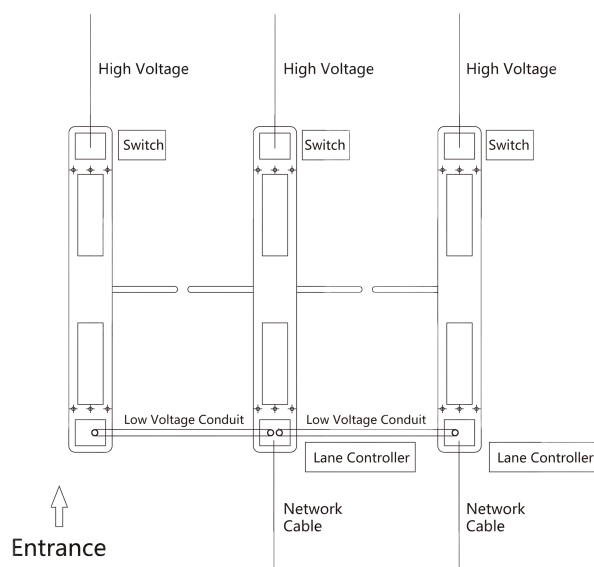 High Voltage
High Voltage
High Voltage
Switch
Switch
Switch
Low Voltage Conduit
Low Voltage Conduit
Lane Controller
Lane Controller
Network
Cable
Network
Cable
Entrance